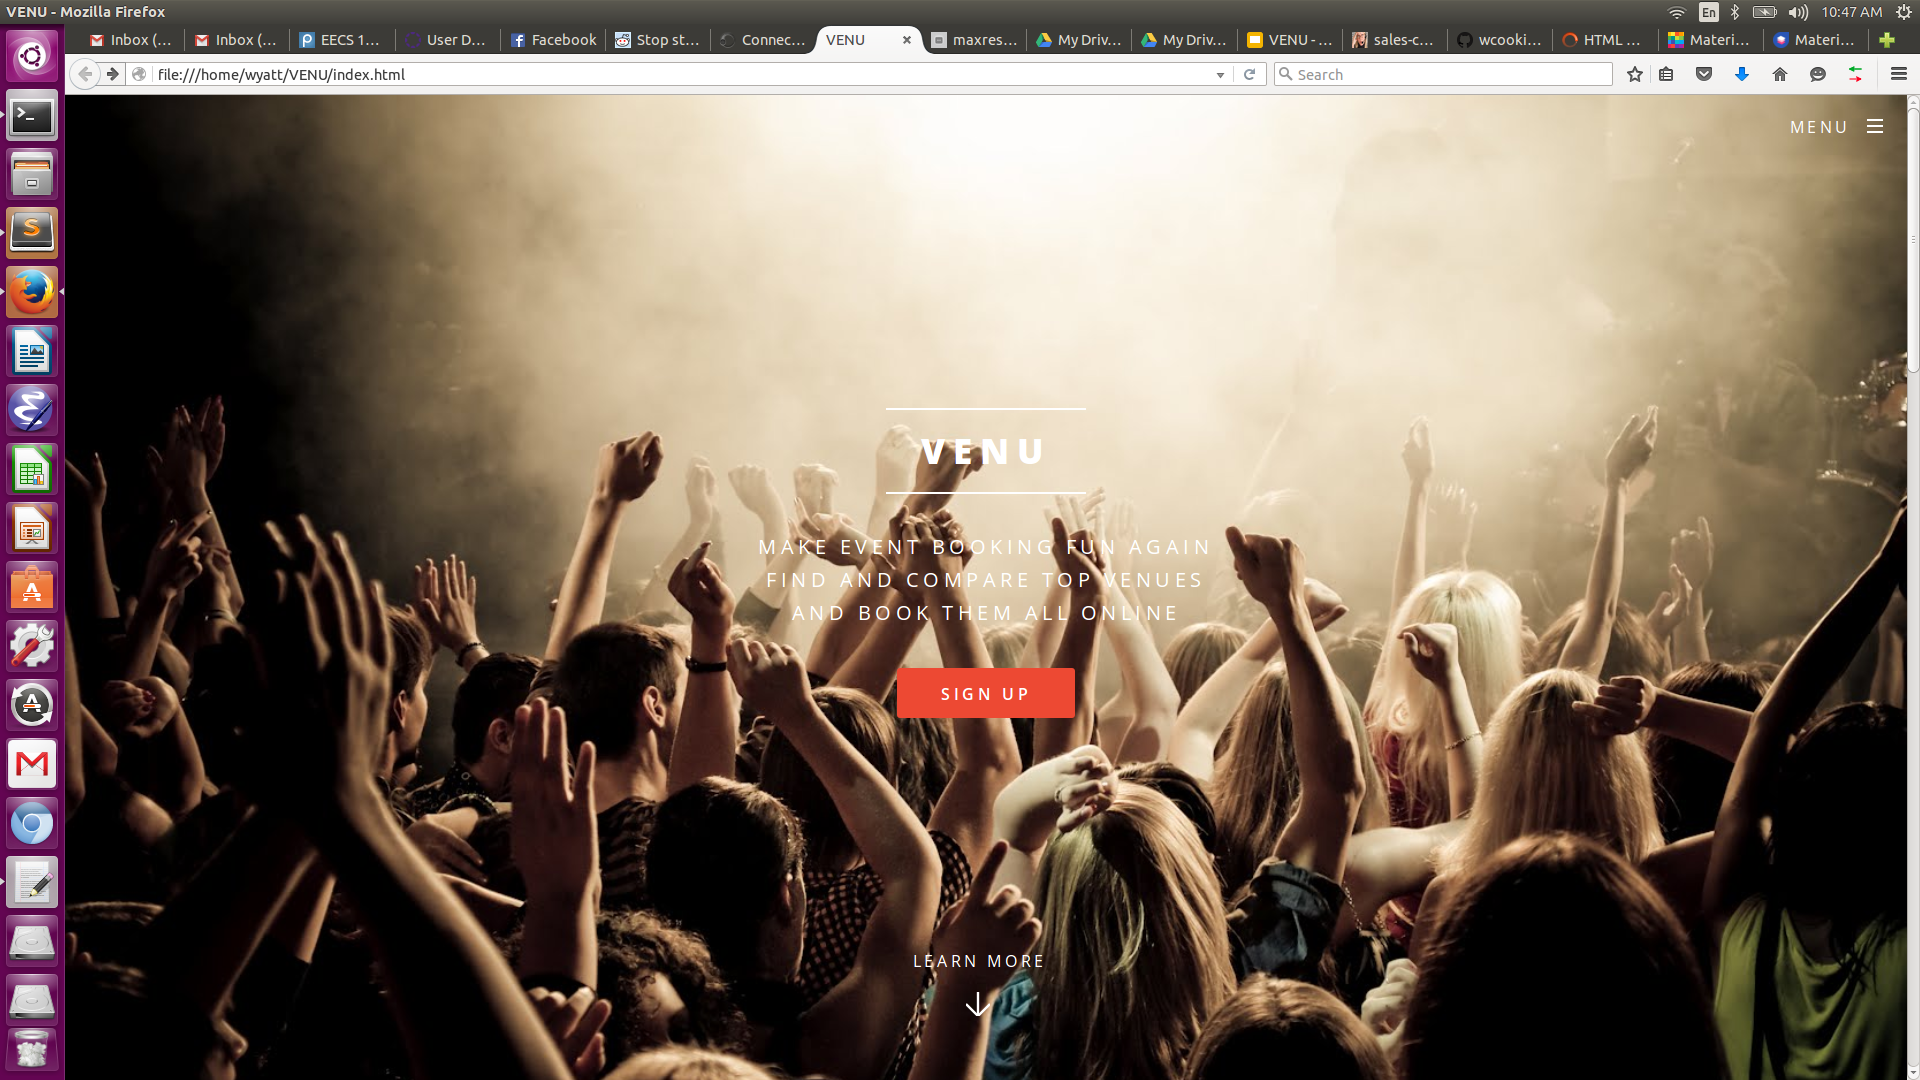 VENU - Mozilla Firefox
En
10:47 AM
Inbox (...
Inbox (...
EECS 1...
User D...
Facebook
Stop st...
Connec...
VENU
maxres...
My Driv...
My Driv...
VENU - ...
sales-c...
wcooki...
HTML ...
Materi...
Materi...
file:///home/wyatt/VENU/index.html
Search
MENU
VENU
MAKE EVENT BOOKING FUN AGAIN
FIND AND COMPARE TOP VENUES
AND BOOK THEM ALL ONLINE
SIGN UP
LEARN MORE